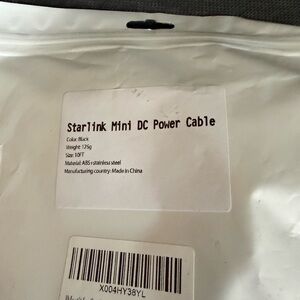 Starlink Mini DC Power Cable
Color: Black
Weight: 175g
Size: 10FT
Material: ABS+stainless steel
Manufacturing country: Made in China
X004HY38YL